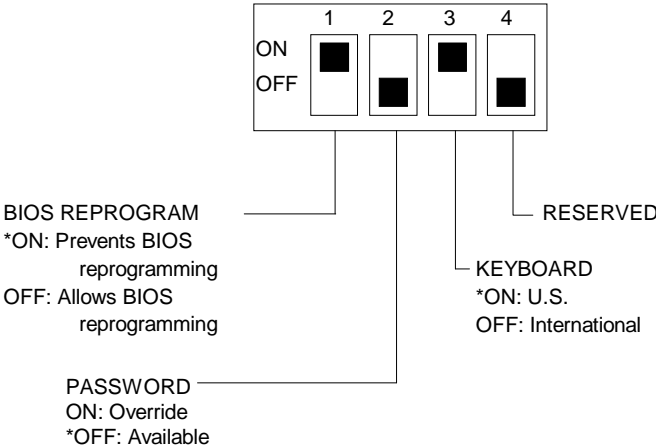 1 2 3 4
ON
OFF
BIOS REPROGRAM
*ON: Prevents BIOS
reprogramming
OFF: Allows BIOS
reprogramming
RESERVED
KEYBOARD
*ON: U.S.
OFF: International
PASSWORD
ON: Override
*OFF: Available